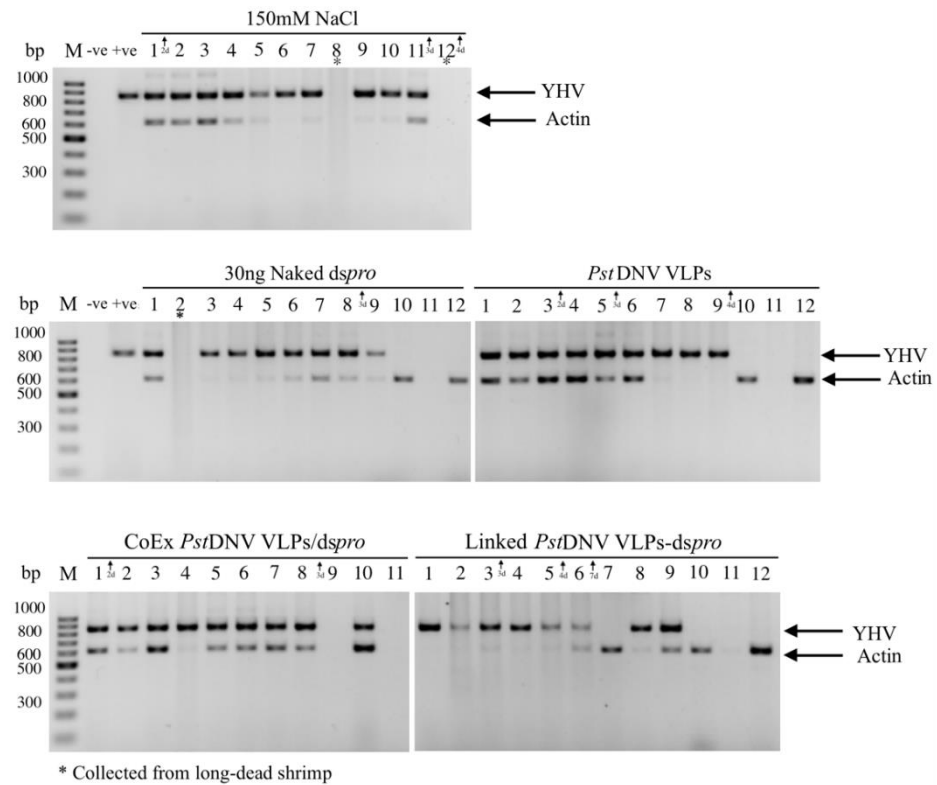 150mM NaCl
bp M -ve +ve 1 2d 2 3 4 5 6 7 8 9 10 11 3d 12 4d
* *
1000
800
600
500
300
YHV
Actin
30ng Naked dspro
PstDNV VLPs
bp M -ve +ve 1 2 3 4 5 6 7 8 3d 9 10 11 12
*
1 2 3 2d 4 5 3d 6 7 8 9 4d 10 11 12
1000
800
600
500
300
YHV
Actin
CoEx PstDNV VLPs/dspro
Linked PstDNV VLPs-dspro
bp M 1 2d 2 3 4 5 6 7 8 3d 9 10 11
1 2 3 3d 4 5 4d 6 7d 7 8 9 10 11 12
1000
800
600
500
300
YHV
Actin
* Collected from long-dead shrimp